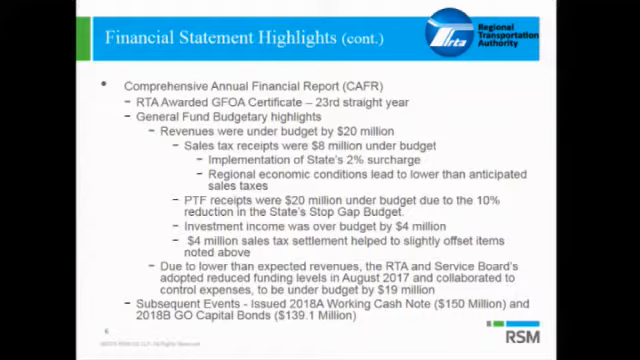 Financial Statement Highlights (cont.)
rta
Regional
Transportation
Authority
• Comprehensive Annual Financial Report (CAFR)
− RTA Awarded GFOA Certificate – 23rd straight year
− General Fund Budgetary highlights
− Revenues were under budget by $20 million
− Sales tax receipts were $8 million under budget
− Implementation of State's 2% surcharge
− Regional economic conditions lead to lower than anticipated
sales taxes
− PTF receipts were $20 million under budget due to the 10%
reduction in the State's Stop Gap Budget.
− Investment income was over budget by $4 million
− $4 million sales tax settlement helped to slightly offset items
noted above
− Due to lower than expected revenues, the RTA and Service Board's
adopted reduced funding levels in August 2017 and collaborated to
control expenses, to be under budget by $19 million
− Subsequent Events - Issued 2018A Working Cash Note ($150 Million) and
2018B GO Capital Bonds ($139.1 Million)
RSM
All Rights Reserved